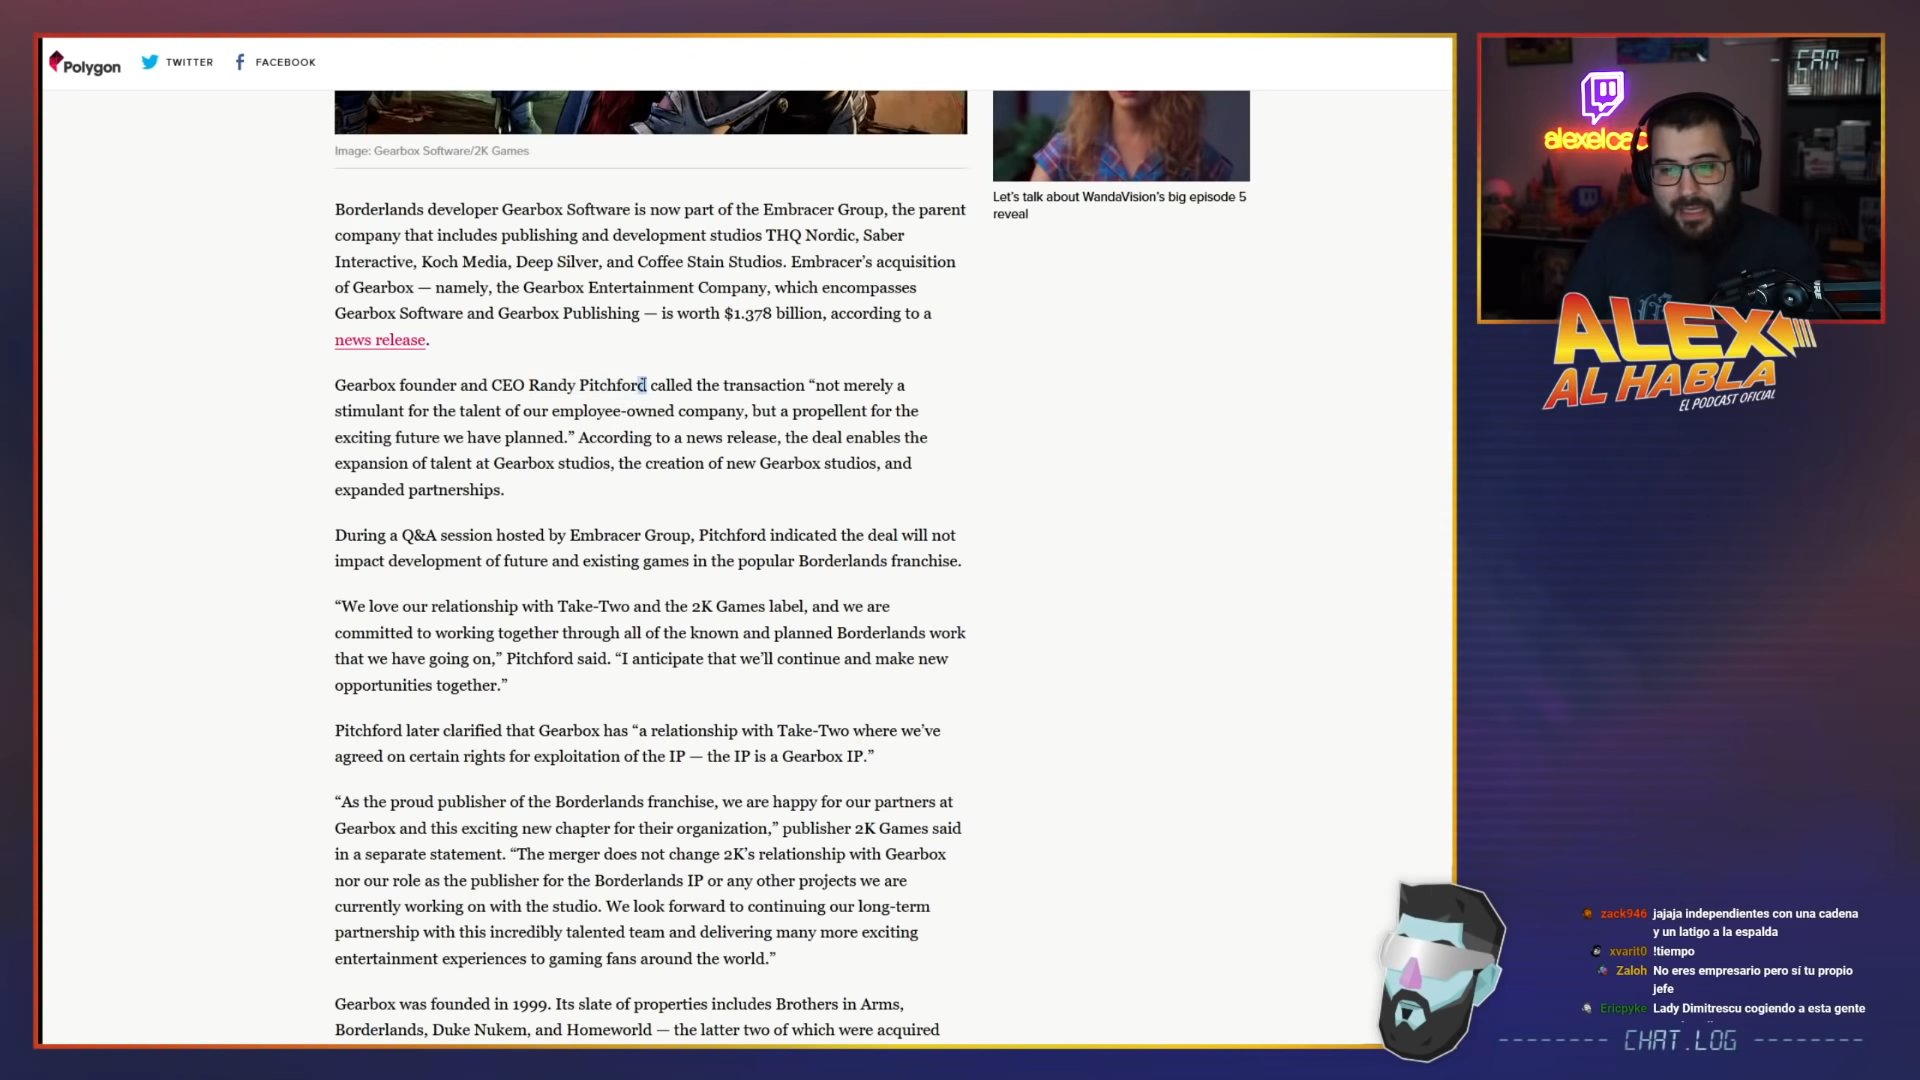 Polygon
TWITTER
FACEBOOK
Image: Gearbox Software/2K Games
Borderlands developer Gearbox Software is now part of the Embracer Group, the parent
company that includes publishing and development studios THQ Nordic, Saber
Interactive, Koch Media, Deep Silver, and Coffee Stain Studios. Embracer’s acquisition
of Gearbox — namely, the Gearbox Entertainment Company, which encompasses
Gearbox Software and Gearbox Publishing — is worth $1.378 billion, according to a
news release.
Gearbox founder and CEO Randy Pitchford called the transaction “not merely a
stimulant for the talent of our employee-owned company, but a propellent for the
exciting future we have planned.” According to a news release, the deal enables the
expansion of talent at Gearbox studios, the creation of new Gearbox studios, and
expanded partnerships.
During a Q&A session hosted by Embracer Group, Pitchford indicated the deal will not
impact development of future and existing games in the popular Borderlands franchise.
“We love our relationship with Take-Two and the 2K Games label, and we are
committed to working together through all of the known and planned Borderlands work
that we have going on,” Pitchford said. “I anticipate that we’ll continue and make new
opportunities together.”
Pitchford later clarified that Gearbox has “a relationship with Take-Two where we’ve
agreed on certain rights for exploitation of the IP — the IP is a Gearbox IP.”
“As the proud publisher of the Borderlands franchise, we are happy for our partners at
Gearbox and this exciting new chapter for their organization,” publisher 2K Games said
in a separate statement. “The merger does not change 2K’s relationship with Gearbox
nor our role as the publisher for the Borderlands IP or any other projects we are
currently working on with the studio. We look forward to continuing our long-term
partnership with this incredibly talented team and delivering many more exciting
entertainment experiences to gaming fans around the world.”
Gearbox was founded in 1999. Its slate of properties includes Brothers in Arms,
Borderlands, Duke Nukem, and Homeworld — the latter two of which were acquired
Let’s talk about WandaVision’s big episode 5
reveal
CAM
ALEX
AL HABLA
EL PODCAST OFICIAL
zack946 jajaja independientes con una cadena
y un latigo a la espalda
xvarit0 !tiempo
Zaloh No eres empresario pero sí tu propio
jefe
Ericpyke Lady Dimitrescu cogiendo a esta gente
CHAT.LOG